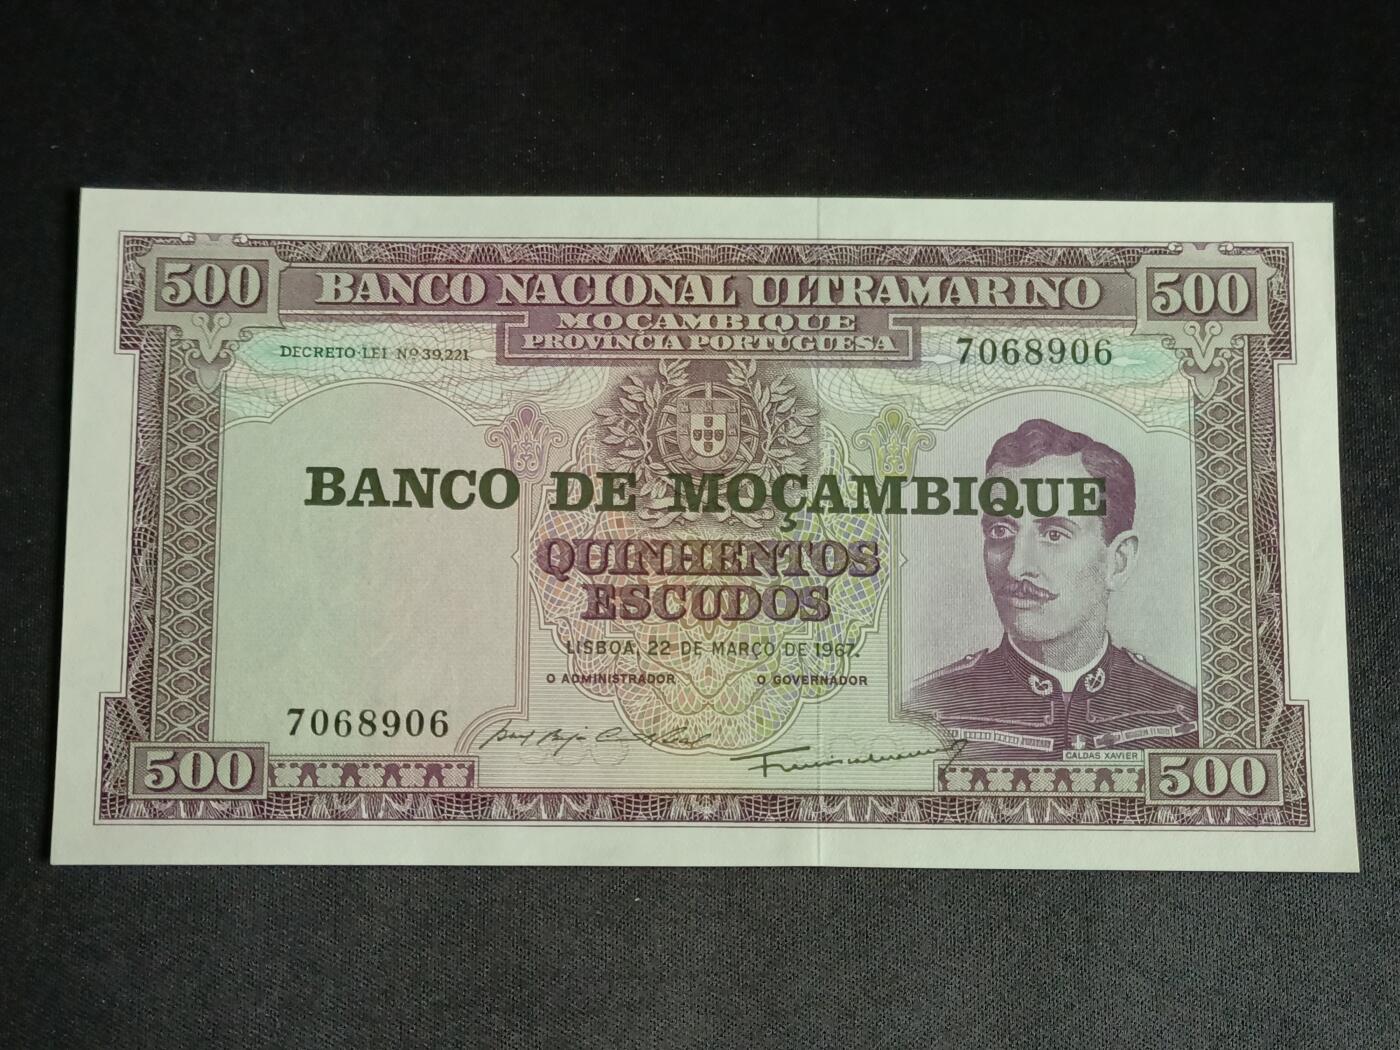 500 BANCO NACIONAL ULTRAMARINO 500
MOÇAMBIQUE
PROVÍNCIA PORTUGUESA
DECRETO-LEI Nº 39,221
7068906
BANCO DE MOÇAMBIQUE
QUINHENTOS
ESCUDOS
LISBOA, 22 DE MARÇO DE 1967.
O ADMINISTRADOR O GOVERNADOR
7068906
CALDAS XAVIER
500 500